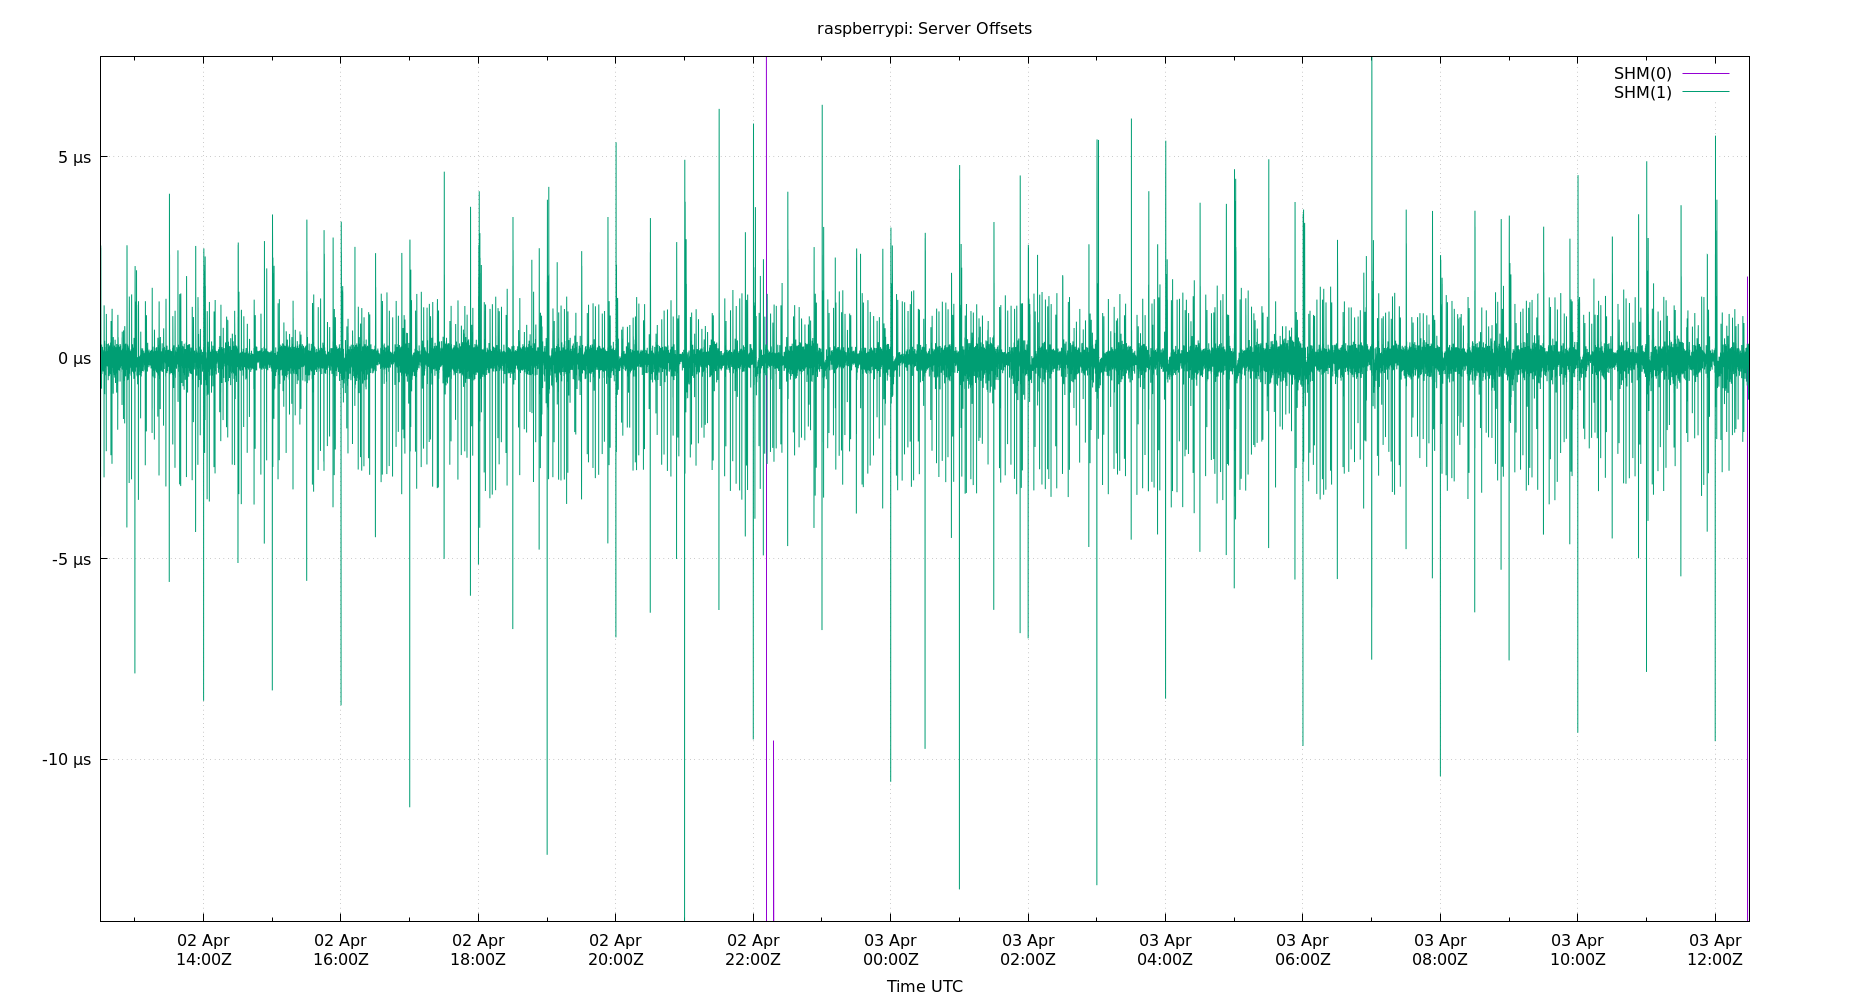 raspberrypi: Server Offsets
SHM(0)
SHM(1)
5 µs
0 µs
-5 µs
-10 µs
02 Apr 02 Apr 02 Apr 02 Apr 02 Apr 03 Apr 03 Apr 03 Apr 03 Apr 03 Apr 03 Apr 03 Apr
14:00Z 16:00Z 18:00Z 20:00Z 22:00Z 00:00Z 02:00Z 04:00Z 06:00Z 08:00Z 10:00Z 12:00Z
Time UTC